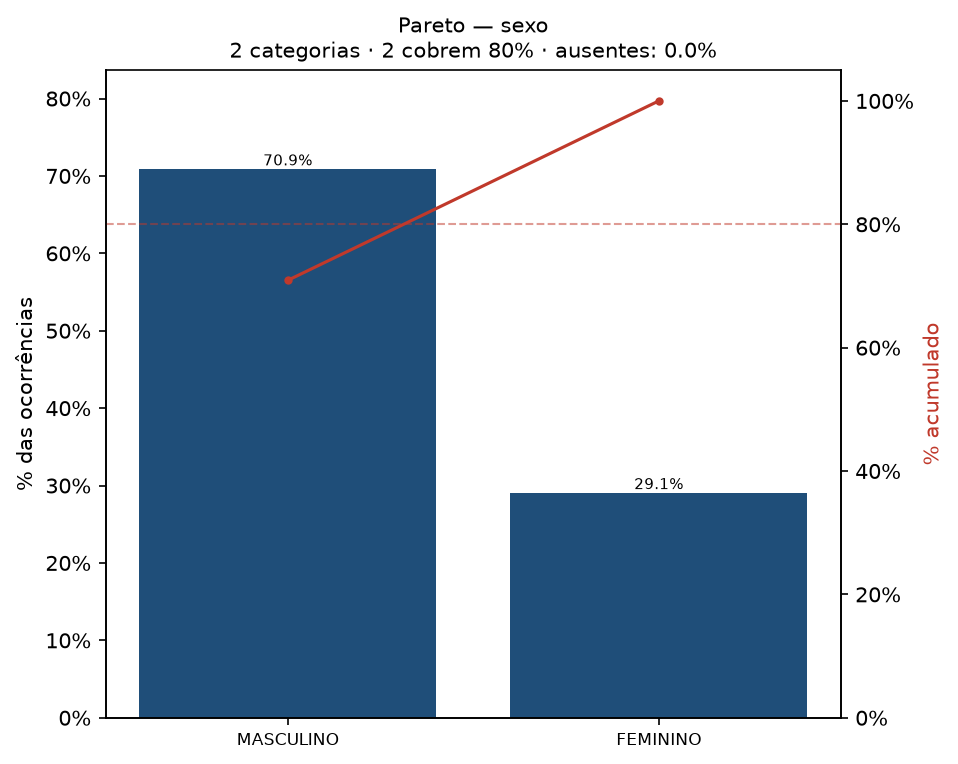 Pareto — sexo
2 categorias · 2 cobrem 80% · ausentes: 0.0%
% das ocorrências
80%
70%
60%
50%
40%
30%
20%
10%
0%
70.9%
29.1%
MASCULINO
FEMININO
100%
80%
60%
40%
20%
0%
% acumulado